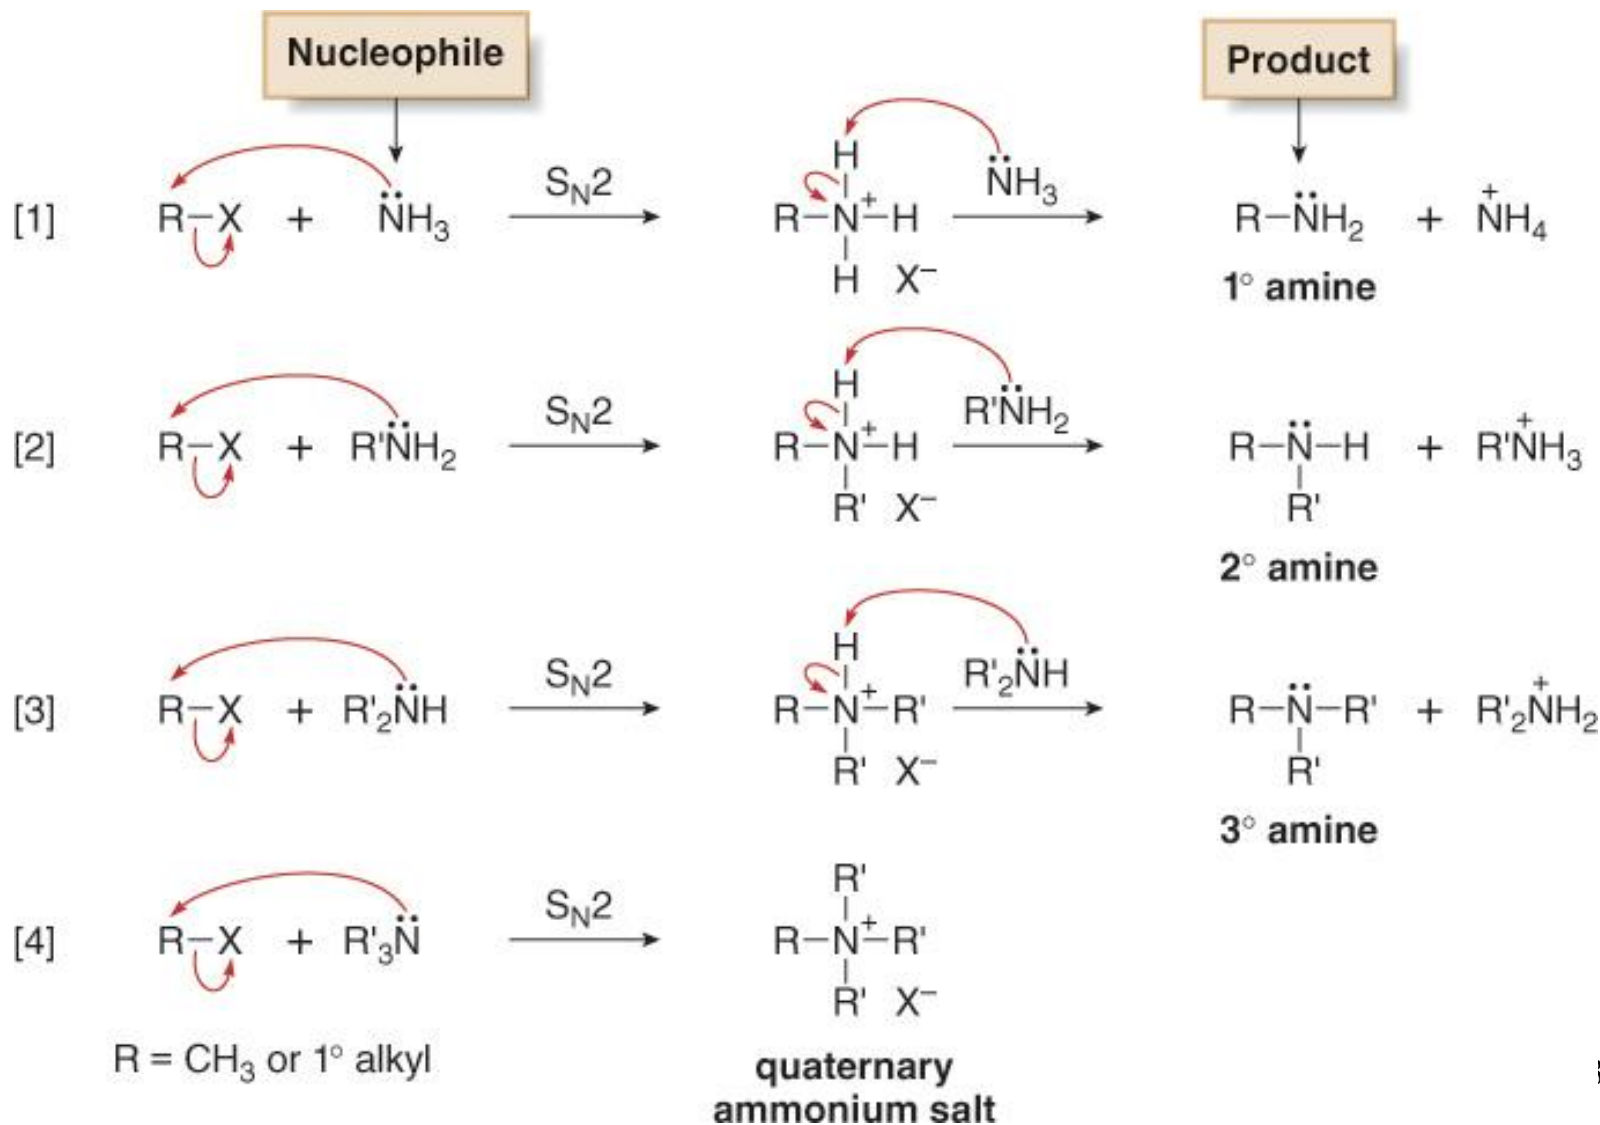 Nucleophile
Product
[1] R–X + N̈H₃ Sₙ2 H R–N⁺–H H X⁻ N̈H₃ R–N̈H₂ + N⁺H₄
1° amine
[2] R–X + R'N̈H₂ Sₙ2 H R–N⁺–H R' X⁻ R'N̈H₂ R–N̈–H R' + R'N⁺H₃
2° amine
[3] R–X + R'₂N̈H Sₙ2 H R–N⁺–R' R' X⁻ R'₂N̈H R–N̈–R' R' + R'₂N⁺H₂
3° amine
[4] R–X + R'₃N̈ Sₙ2 R' R–N⁺–R' R' X⁻
R = CH₃ or 1° alkyl
quaternary
ammonium salt